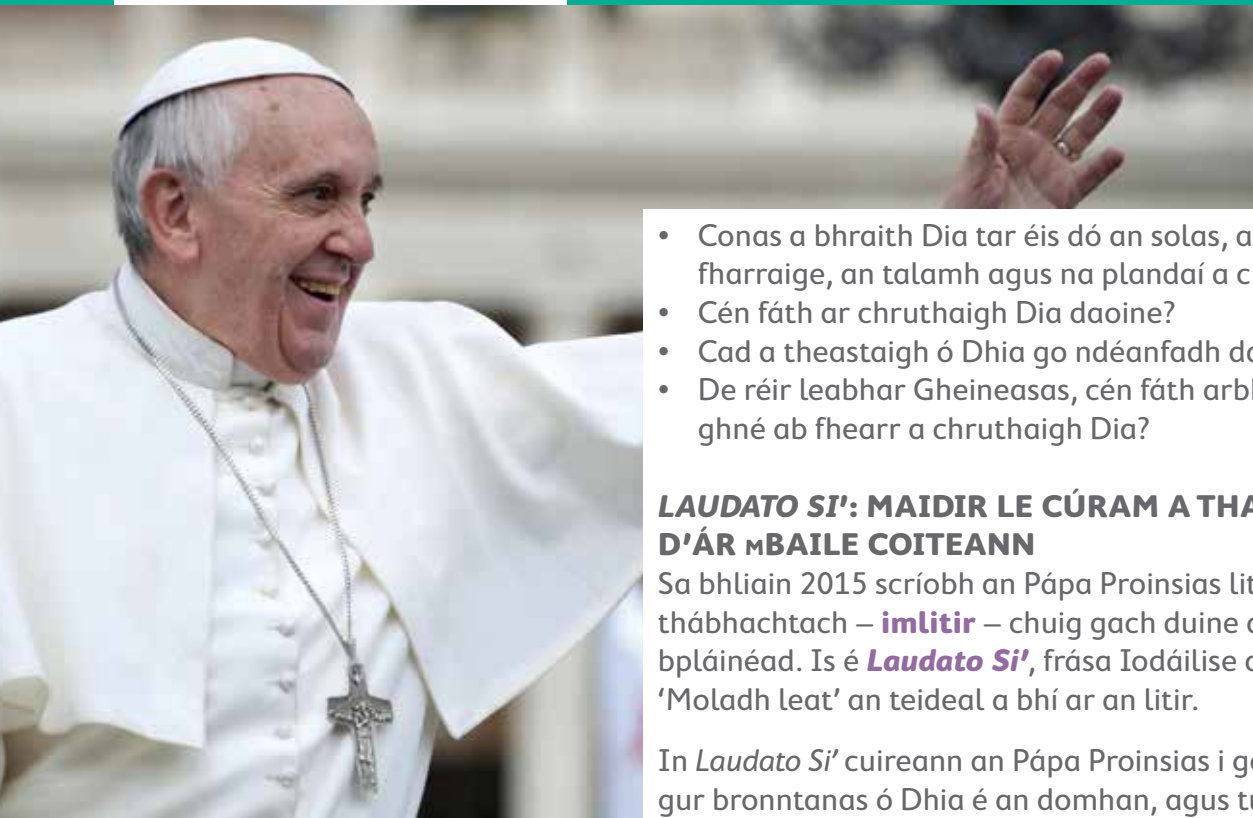 • Conas a bhraith Dia tar éis dó an solas, a
fharraige, an talamh agus na plandaí a c
• Cén fáth ar chruthaigh Dia daoine?
• Cad a theastaigh ó Dhia go ndéanfadh
• De réir leabhar Gheineasas, cén fáth
ghné ab fhearr a chruthaigh Dia?
LAUDATO SI': MAIDIR LE CÚRAM A
D'ÁR mBAILE COITEANN
Sa bhliain 2015 scríobh an Pápa Proinsias
thábhachtach – imlitir – chuig gach duine
bpláinéad. Is é Laudato Si', frása Iodáilise
'Moladh leat' an teideal a bhí ar an litir.
In Laudato Si' cuireann an Pápa Proinsias i
gur bronntanas ó Dhia é an domhan, agus